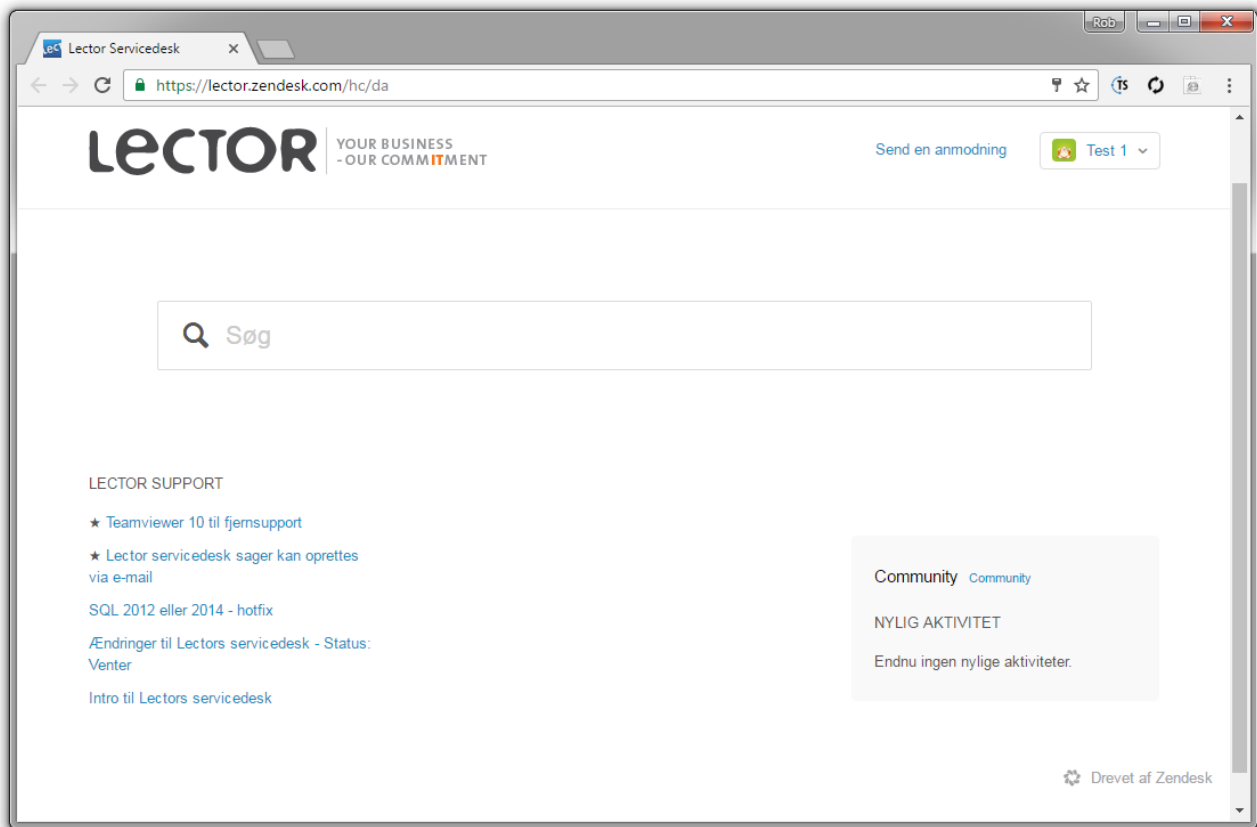 Rob
Lector Servicedesk
https://lector.zendesk.com/hc/da
TS
LECTOR
YOUR BUSINESS
- OUR COMMITMENT
Send en anmodning
Test 1
Søg
LECTOR SUPPORT
★ Teamviewer 10 til fjernsupport
★ Lector servicedesk sager kan oprettes
via e-mail
SQL 2012 eller 2014 - hotfix
Ændringer til Lectors servicedesk - Status:
Venter
Intro til Lectors servicedesk
Community Community
NYLIG AKTIVITET
Endnu ingen nylige aktiviteter.
Drevet af Zendesk